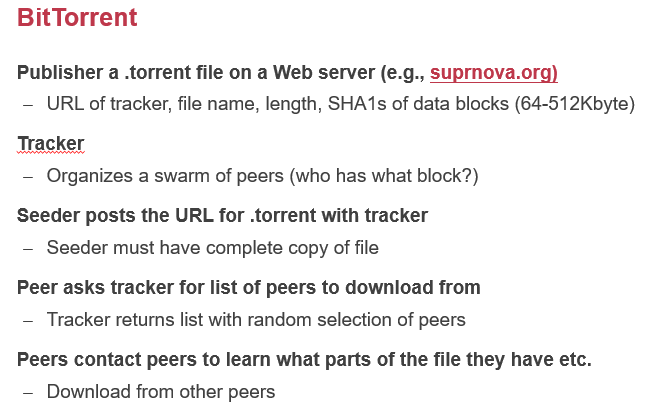 BitTorrent
Publisher a .torrent file on a Web server (e.g., suprnova.org)
– URL of tracker, file name, length, SHA1s of data blocks (64-512Kbyte)
Tracker
– Organizes a swarm of peers (who has what block?)
Seeder posts the URL for .torrent with tracker
– Seeder must have complete copy of file
Peer asks tracker for list of peers to download from
– Tracker returns list with random selection of peers
Peers contact peers to learn what parts of the file they have etc.
– Download from other peers